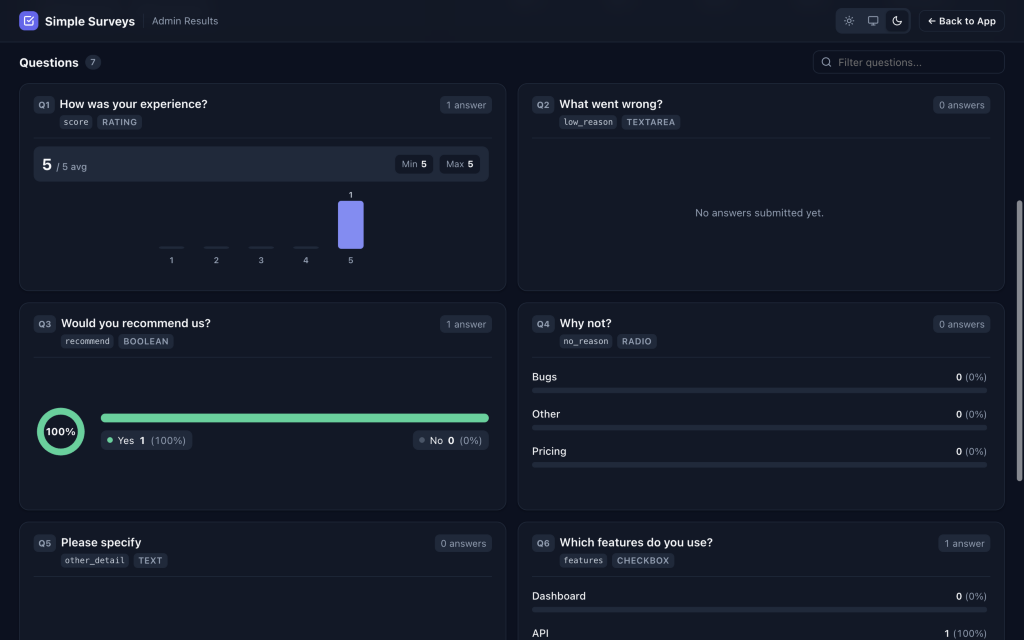 Simple Surveys Admin Results
← Back to App
Questions 7
Filter questions...
Q1 How was your experience? 1 answer
score RATING
5 / 5 avg Min 5 Max 5
1
1 2 3 4 5
Q2 What went wrong? 0 answers
low_reason TEXTAREA
No answers submitted yet.
Q3 Would you recommend us? 1 answer
recommend BOOLEAN
100%
Yes 1 (100%) No 0 (0%)
Q4 Why not? 0 answers
no_reason RADIO
Bugs 0 (0%)
Other 0 (0%)
Pricing 0 (0%)
Q5 Please specify 0 answers
other_detail TEXT
Q6 Which features do you use? 1 answer
features CHECKBOX
Dashboard 0 (0%)
API 1 (100%)